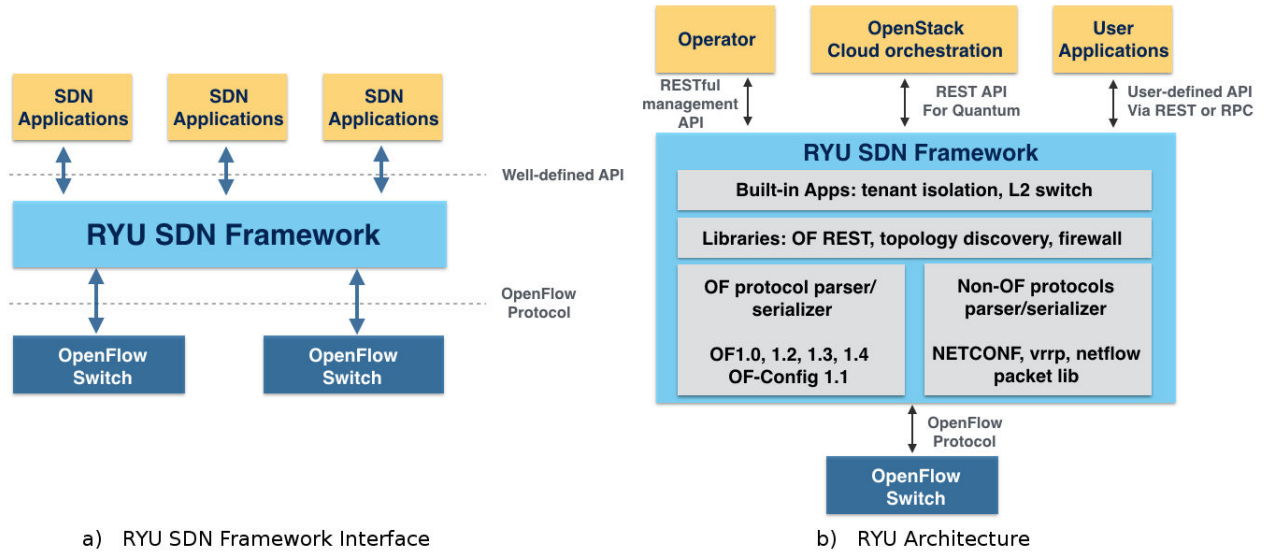 SDN
Applications
SDN
Applications
SDN
Applications
Well-defined API
RYU SDN Framework
OpenFlow
Protocol
OpenFlow
Switch
OpenFlow
Switch
a) RYU SDN Framework Interface
Operator
OpenStack
Cloud orchestration
User
Applications
RESTful
management
API
REST API
For Quantum
User-defined API
Via REST or RPC
RYU SDN Framework
Built-in Apps: tenant isolation, L2 switch
Libraries: OF REST, topology discovery, firewall
OF protocol parser/
serializer
OF1.0, 1.2, 1.3, 1.4
OF-Config 1.1
Non-OF protocols
parser/serializer
NETCONF, vrrp, netflow
packet lib
OpenFlow
Protocol
OpenFlow
Switch
b) RYU Architecture